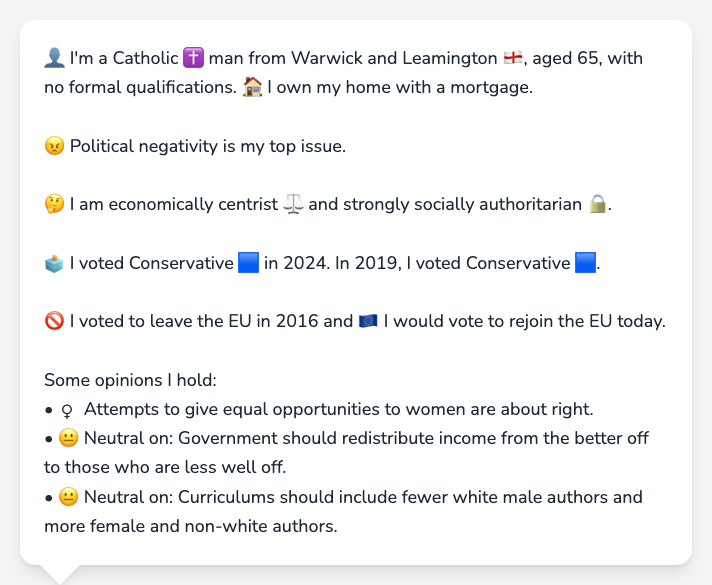 👤 I'm a Catholic ✝️ man from Warwick and Leamington 🏴󠁧󠁢󠁥󠁮󠁧󠁿, aged 65, with
no formal qualifications. 🏠 I own my home with a mortgage.
😠 Political negativity is my top issue.
🤔 I am economically centrist ⚖️ and strongly socially authoritarian 🔒.
🗳️ I voted Conservative 🟦 in 2024. In 2019, I voted Conservative 🟦.
🚫 I voted to leave the EU in 2016 and 🇪🇺 I would vote to rejoin the EU today.
Some opinions I hold:
• ♀ Attempts to give equal opportunities to women are about right.
• 😐 Neutral on: Government should redistribute income from the better off
to those who are less well off.
• 😐 Neutral on: Curriculums should include fewer white male authors and
more female and non-white authors.